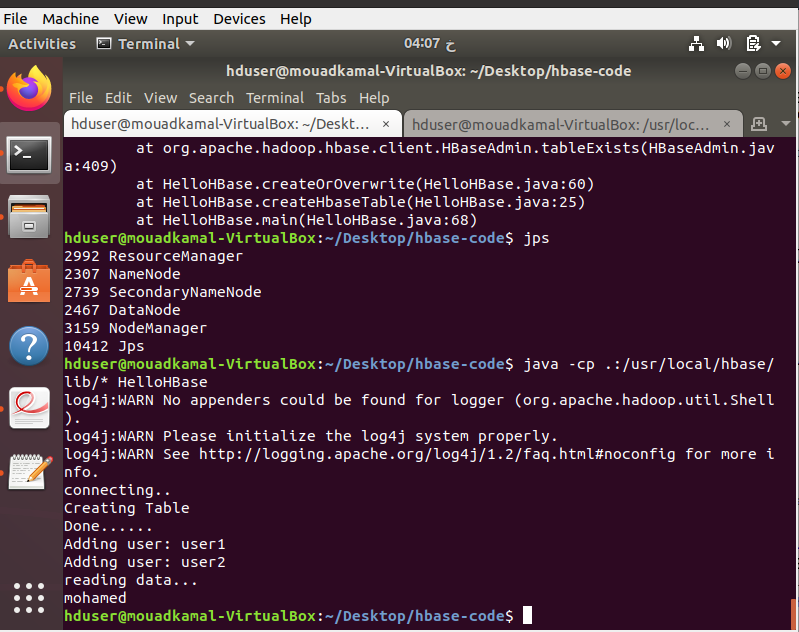 File Machine View Input Devices Help
Activities Terminal 04:07 خ
hduser@mouadkamal-VirtualBox: ~/Desktop/hbase-code
File Edit View Search Terminal Tabs Help
hduser@mouadkamal-VirtualBox: ~/Deskt... × hduser@mouadkamal-VirtualBox: /usr/loc... ×
at org.apache.hadoop.hbase.client.HBaseAdmin.tableExists(HBaseAdmin.jav
a:409)
at HelloHBase.createOrOverwrite(HelloHBase.java:60)
at HelloHBase.createHbaseTable(HelloHBase.java:25)
at HelloHBase.main(HelloHBase.java:68)
hduser@mouadkamal-VirtualBox:~/Desktop/hbase-code$ jps
2992 ResourceManager
2307 NameNode
2739 SecondaryNameNode
2467 DataNode
3159 NodeManager
10412 Jps
hduser@mouadkamal-VirtualBox:~/Desktop/hbase-code$ java -cp .:/usr/local/hbase/
lib/* HelloHBase
log4j:WARN No appenders could be found for logger (org.apache.hadoop.util.Shell
).
log4j:WARN Please initialize the log4j system properly.
log4j:WARN See http://logging.apache.org/log4j/1.2/faq.html#noconfig for more i
nfo.
connecting..
Creating Table
Done......
Adding user: user1
Adding user: user2
reading data...
mohamed
hduser@mouadkamal-VirtualBox:~/Desktop/hbase-code$